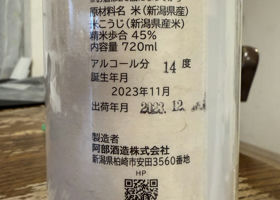 原材料名 米(新潟県産)
米こうじ(新潟県産米)
精米歩合 45%
内容量 720ml
アルコール分 14 度
誕生年月
2023年11月
出荷年月 2023.12.
製造者
阿部酒造株式会社
新潟県柏崎市安田3560番地
HP